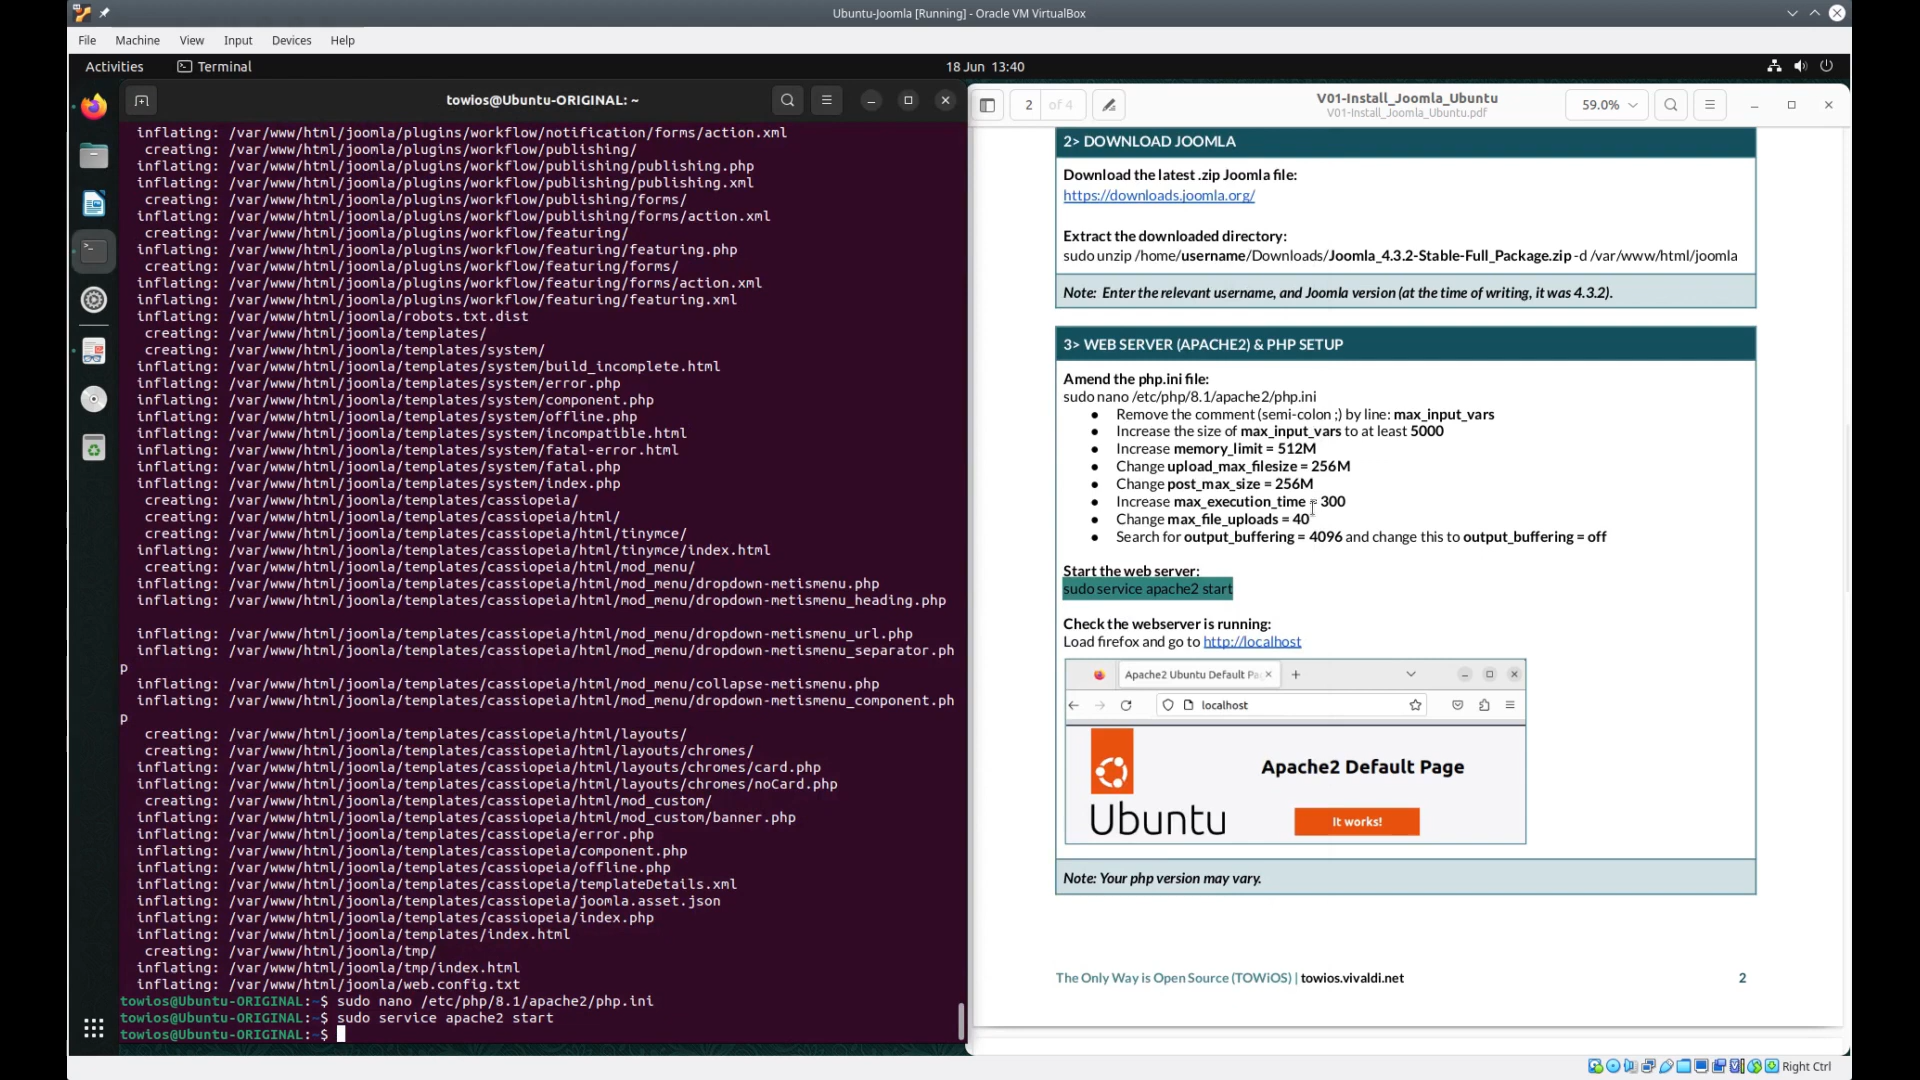 Ubuntu-Joomla [Running] - Oracle VM VirtualBox
File Machine View Input Devices Help
Activities Terminal 18 Jun 13:40
towios@Ubuntu-ORIGINAL: ~
inflating: /var/www/html/joomla/plugins/workflow/notification/forms/action.xml
creating: /var/www/html/joomla/plugins/workflow/publishing/
inflating: /var/www/html/joomla/plugins/workflow/publishing/publishing.php
inflating: /var/www/html/joomla/plugins/workflow/publishing/publishing.xml
creating: /var/www/html/joomla/plugins/workflow/publishing/forms/
inflating: /var/www/html/joomla/plugins/workflow/publishing/forms/action.xml
creating: /var/www/html/joomla/plugins/workflow/featuring/
inflating: /var/www/html/joomla/plugins/workflow/featuring/featuring.php
creating: /var/www/html/joomla/plugins/workflow/featuring/forms/
inflating: /var/www/html/joomla/plugins/workflow/featuring/forms/action.xml
inflating: /var/www/html/joomla/plugins/workflow/featuring/featuring.xml
inflating: /var/www/html/joomla/robots.txt.dist
creating: /var/www/html/joomla/templates/
creating: /var/www/html/joomla/templates/system/
inflating: /var/www/html/joomla/templates/system/build_incomplete.html
inflating: /var/www/html/joomla/templates/system/error.php
inflating: /var/www/html/joomla/templates/system/component.php
inflating: /var/www/html/joomla/templates/system/offline.php
inflating: /var/www/html/joomla/templates/system/incompatible.html
inflating: /var/www/html/joomla/templates/system/fatal-error.html
inflating: /var/www/html/joomla/templates/system/fatal.php
inflating: /var/www/html/joomla/templates/system/index.php
creating: /var/www/html/joomla/templates/cassiopeia/
creating: /var/www/html/joomla/templates/cassiopeia/html/
creating: /var/www/html/joomla/templates/cassiopeia/html/tinymce/
inflating: /var/www/html/joomla/templates/cassiopeia/html/tinymce/index.html
creating: /var/www/html/joomla/templates/cassiopeia/html/mod_menu/
inflating: /var/www/html/joomla/templates/cassiopeia/html/mod_menu/dropdown-metismenu.php
inflating: /var/www/html/joomla/templates/cassiopeia/html/mod_menu/dropdown-metismenu_heading.php
inflating: /var/www/html/joomla/templates/cassiopeia/html/mod_menu/dropdown-metismenu_url.php
inflating: /var/www/html/joomla/templates/cassiopeia/html/mod_menu/dropdown-metismenu_separator.ph
p
inflating: /var/www/html/joomla/templates/cassiopeia/html/mod_menu/collapse-metismenu.php
inflating: /var/www/html/joomla/templates/cassiopeia/html/mod_menu/dropdown-metismenu_component.ph
p
creating: /var/www/html/joomla/templates/cassiopeia/html/layouts/
creating: /var/www/html/joomla/templates/cassiopeia/html/layouts/chromes/
inflating: /var/www/html/joomla/templates/cassiopeia/html/layouts/chromes/card.php
inflating: /var/www/html/joomla/templates/cassiopeia/html/layouts/chromes/noCard.php
creating: /var/www/html/joomla/templates/cassiopeia/html/mod_custom/
inflating: /var/www/html/joomla/templates/cassiopeia/html/mod_custom/banner.php
inflating: /var/www/html/joomla/templates/cassiopeia/error.php
inflating: /var/www/html/joomla/templates/cassiopeia/component.php
inflating: /var/www/html/joomla/templates/cassiopeia/offline.php
inflating: /var/www/html/joomla/templates/cassiopeia/templateDetails.xml
inflating: /var/www/html/joomla/templates/cassiopeia/joomla.asset.json
inflating: /var/www/html/joomla/templates/cassiopeia/index.php
inflating: /var/www/html/joomla/templates/index.html
creating: /var/www/html/joomla/tmp/
inflating: /var/www/html/joomla/tmp/index.html
inflating: /var/www/html/joomla/web.config.txt
towios@Ubuntu-ORIGINAL:~$ sudo nano /etc/php/8.1/apache2/php.ini
towios@Ubuntu-ORIGINAL:~$ sudo service apache2 start
towios@Ubuntu-ORIGINAL:~$
2 of 4
V01-Install_Joomla_Ubuntu
V01-Install_Joomla_Ubuntu.pdf
59.0%
2> DOWNLOAD JOOMLA
Download the latest .zip Joomla file:
https://downloads.joomla.org/
Extract the downloaded directory:
sudo unzip /home/username/Downloads/Joomla_4.3.2-Stable-Full_Package.zip -d /var/www/html/joomla
Note: Enter the relevant username, and Joomla version (at the time of writing, it was 4.3.2).
3> WEB SERVER (APACHE2) & PHP SETUP
Amend the php.ini file:
sudo nano /etc/php/8.1/apache2/php.ini
• Remove the comment (semi-colon ;) by line: max_input_vars
• Increase the size of max_input_vars to at least 5000
• Increase memory_limit = 512M
• Change upload_max_filesize = 256M
• Change post_max_size = 256M
• Increase max_execution_time = 300
• Change max_file_uploads = 40
• Search for output_buffering = 4096 and change this to output_buffering = off
Start the web server:
sudo service apache2 start
Check the webserver is running:
Load firefox and go to http://localhost
Apache2 Ubuntu Default Pa
localhost
Apache2 Default Page
Ubuntu
It works!
Note: Your php version may vary.
The Only Way is Open Source (TOWiOS) | towios.vivaldi.net 2
Right Ctrl